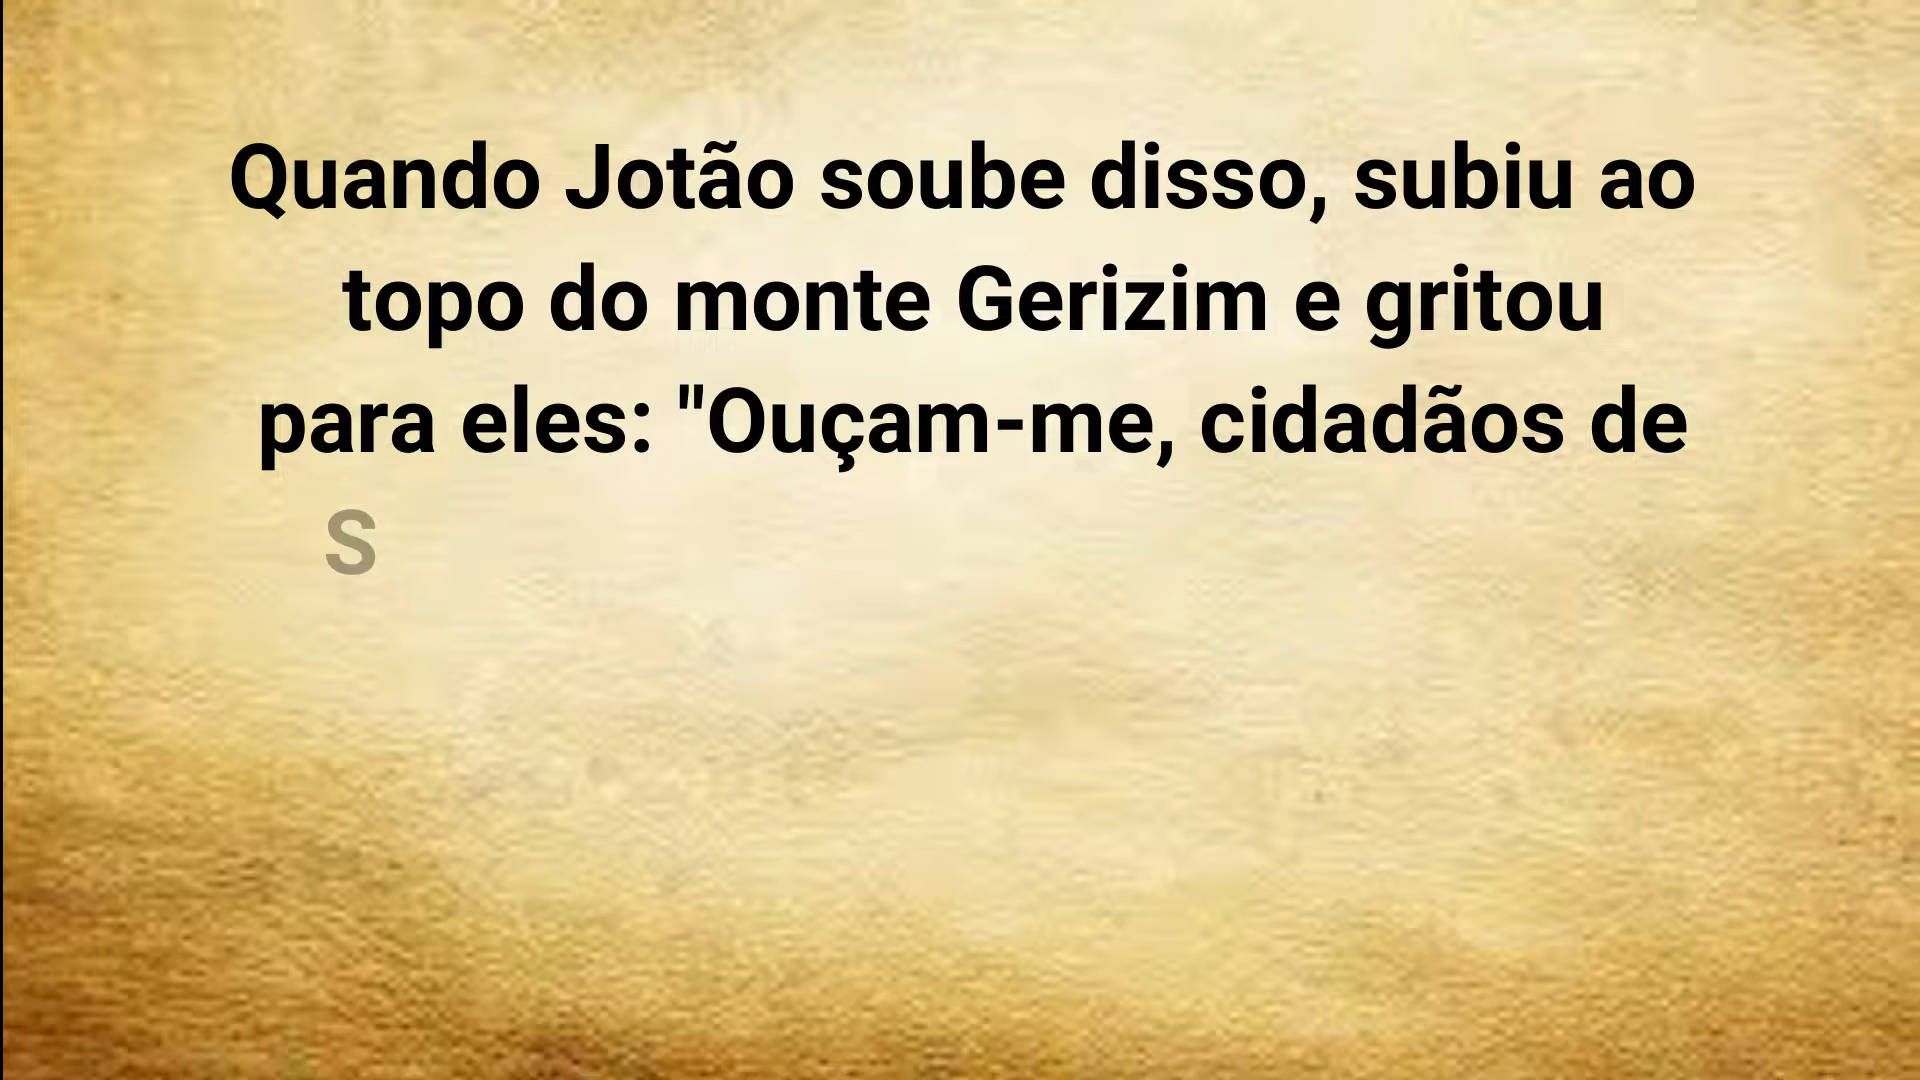 Quando Jotão soube disso, subiu ao
topo do monte Gerizim e gritou
para eles: "Ouçam-me, cidadãos de
S